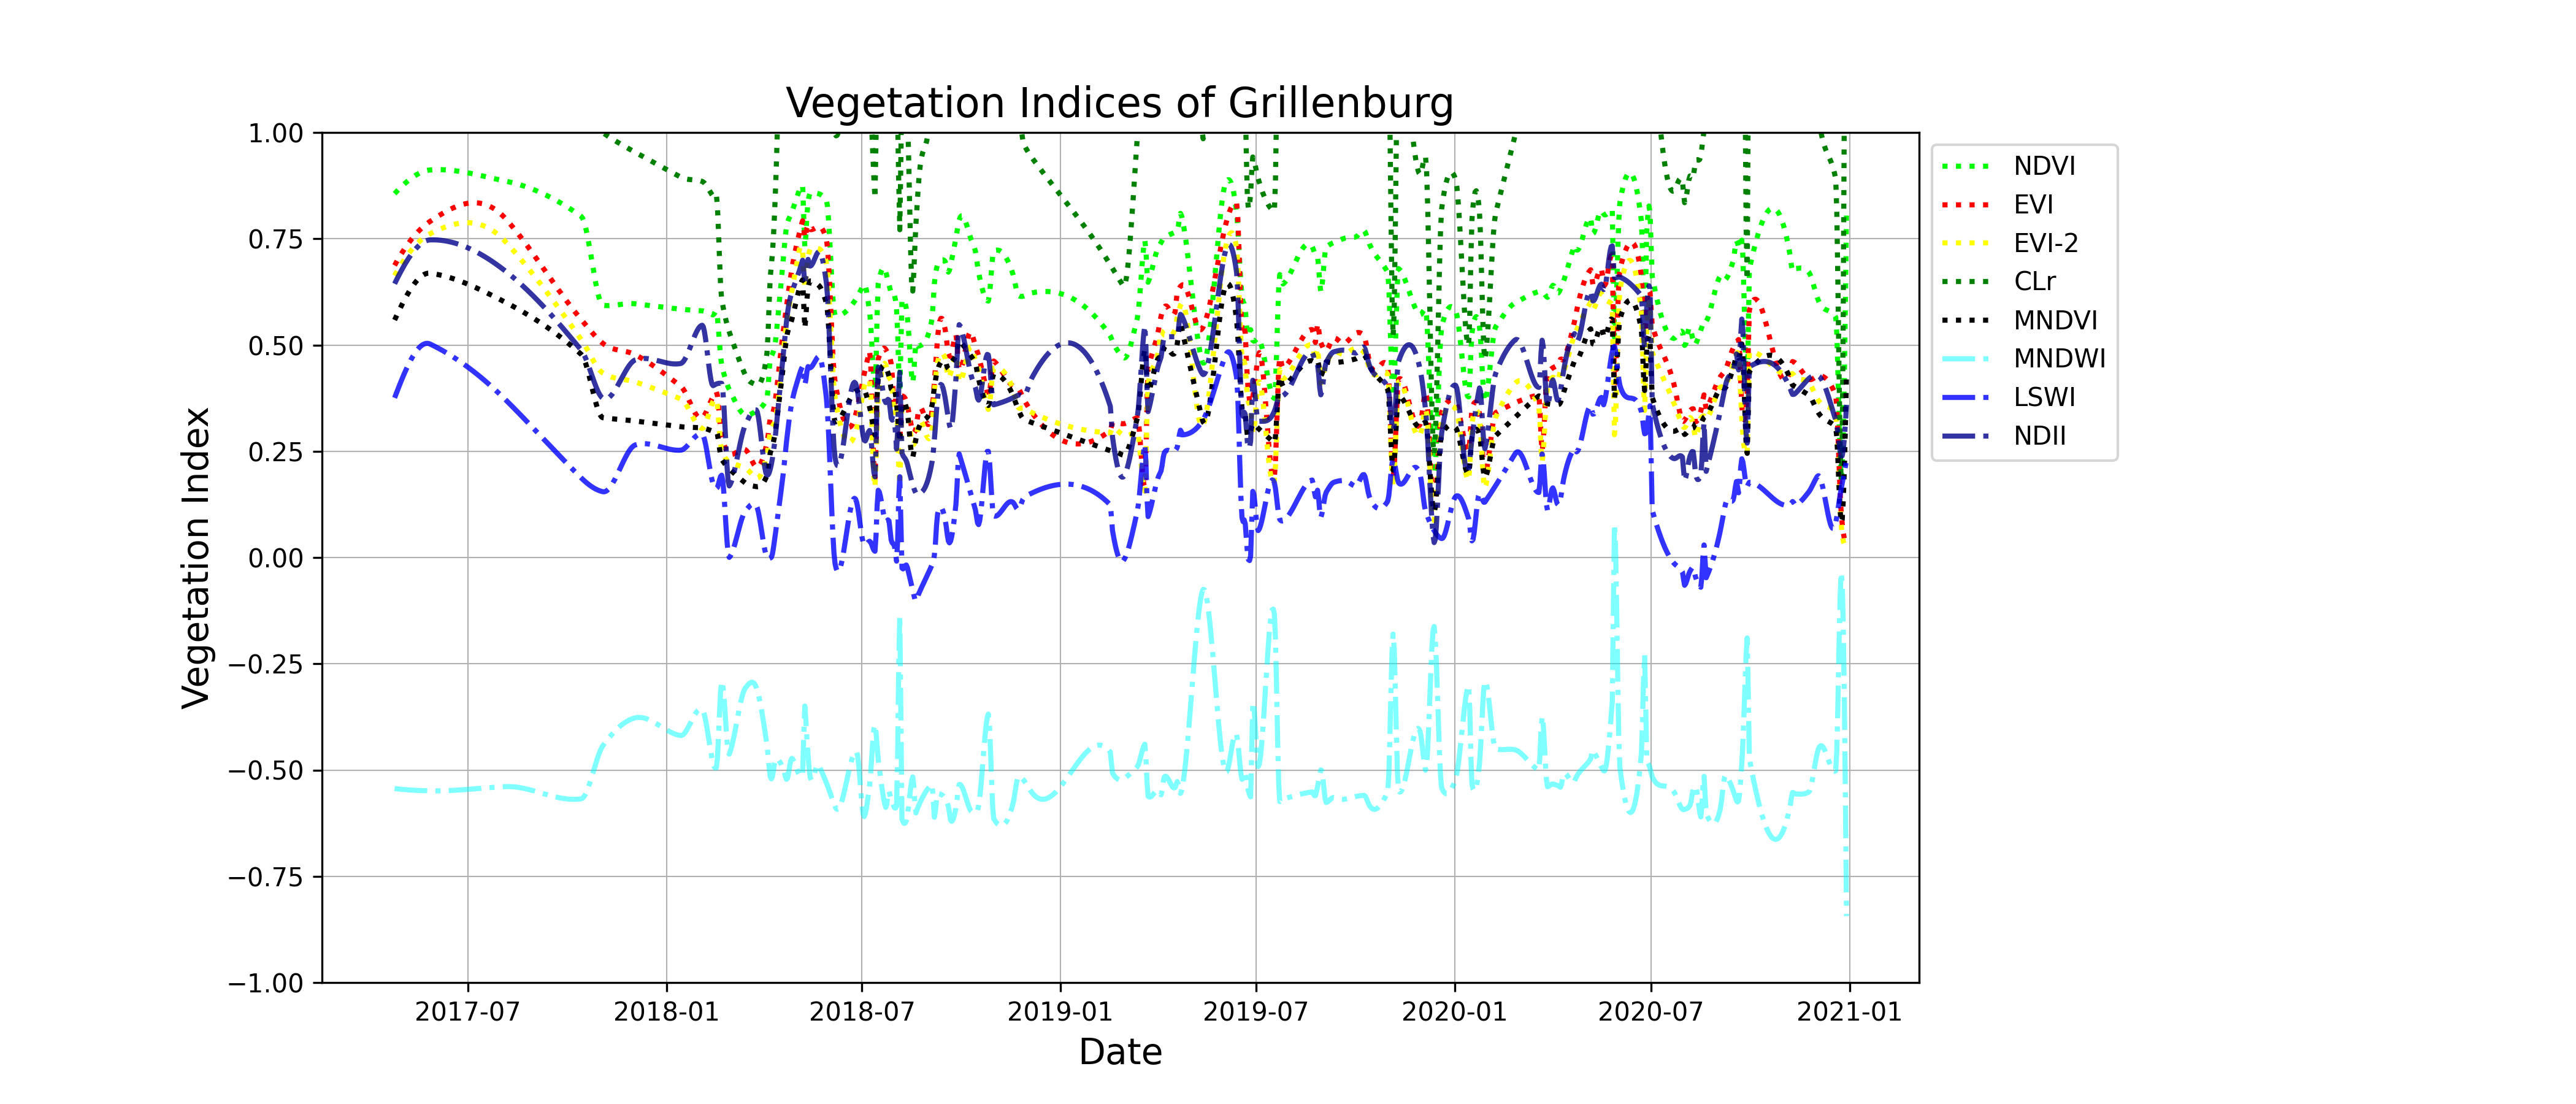 Vegetation Indices of Grillenburg
1.00
0.75
0.50
0.25
0.00
−0.25
−0.50
−0.75
−1.00
Vegetation Index
2017-07 2018-01 2018-07 2019-01 2019-07 2020-01 2020-07 2021-01
Date
NDVI
EVI
EVI-2
CLr
MNDVI
MNDWI
LSWI
NDII